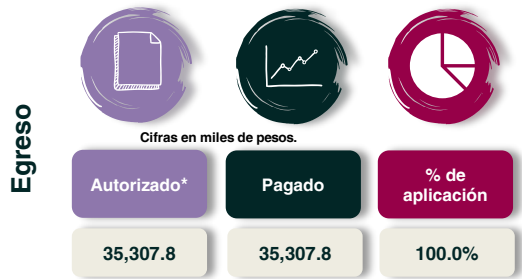 Egreso
Cifras en miles de pesos.
Autorizado*
Pagado
% de
aplicación
35,307.8
35,307.8
100.0%